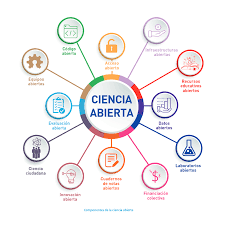 Código
abierto
Acceso
abierto
Infraestructuras
abiertas
Equipos
abiertos
Recursos
educativos
abiertos
CIENCIA
ABIERTA
Evaluación
abierta
Datos
abiertos
Ciencia
ciudadana
Laboratorios
abiertos
Innovación
abierta
Cuadernos
de notas
abiertos
Financiación
colectiva